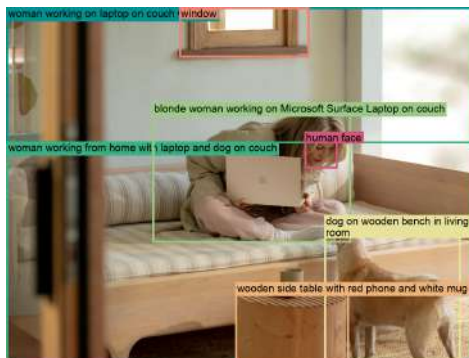 woman working on laptop on couch
window
blonde woman working on Microsoft Surface Laptop on couch
human face
woman working from home with laptop and dog on couch
dog on wooden bench in living
room
wooden side table with red phone and white mug